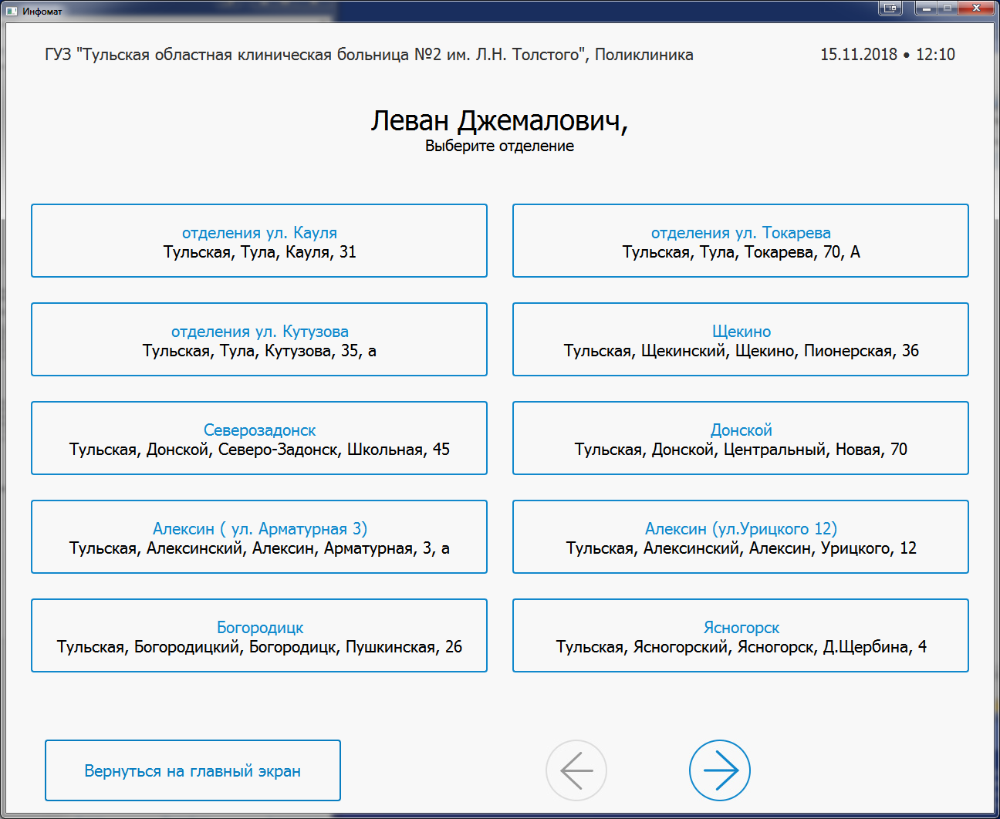 Инфомат
ГУЗ "Тульская областная клиническая больница №2 им. Л.Н. Толстого", Поликлиника
15.11.2018 • 12:10
Леван Джемалович,
Выберите отделение
отделения ул. Кауля
Тульская, Тула, Кауля, 31
отделения ул. Токарева
Тульская, Тула, Токарева, 70, А
отделения ул. Кутузова
Тульская, Тула, Кутузова, 35, а
Щекино
Тульская, Щекинский, Щекино, Пионерская, 36
Северозадонск
Тульская, Донской, Северо-Задонск, Школьная, 45
Донской
Тульская, Донской, Центральный, Новая, 70
Алексин ( ул. Арматурная 3)
Тульская, Алексинский, Алексин, Арматурная, 3, а
Алексин (ул.Урицкого 12)
Тульская, Алексинский, Алексин, Урицкого, 12
Богородицк
Тульская, Богородицкий, Богородицк, Пушкинская, 26
Ясногорск
Тульская, Ясногорский, Ясногорск, Д.Щербина, 4
Вернуться на главный экран